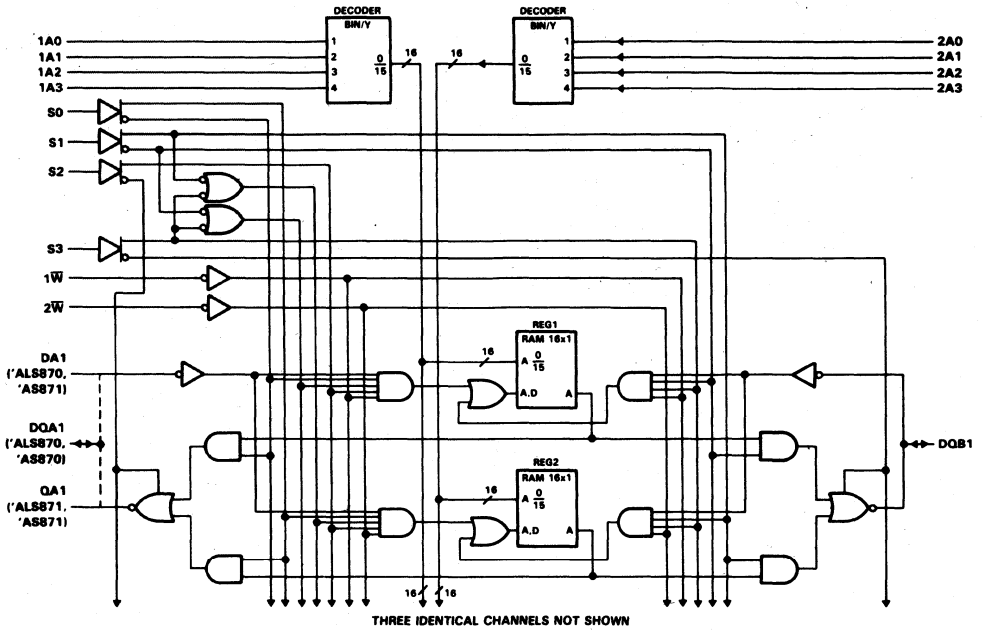 DECODER
BIN/Y
1
2
3
4
0
15
16
DECODER
BIN/Y
1
2
3
4
0
15
16
1A0
1A1
1A2
1A3
2A0
2A1
2A2
2A3
S0
S1
S2
S3
1W̅
2W̅
DA1
('ALS870,
'AS871)
DQA1
('ALS870,
'AS870)
QA1
('ALS871,
'AS871)
REG1
RAM 16x1
16
A 0
15
A,D
A
REG2
RAM 16x1
16
A 0
15
A,D
A
DQB1
16
16
THREE IDENTICAL CHANNELS NOT SHOWN